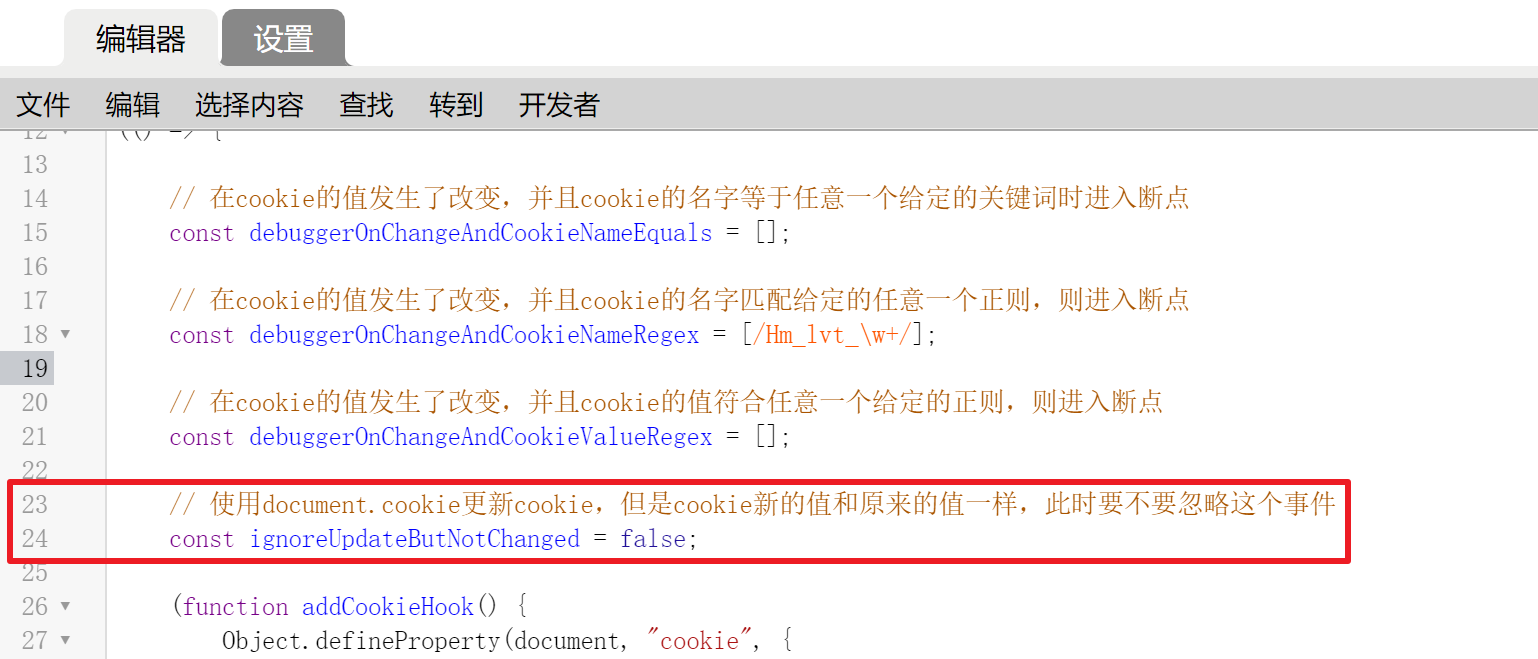 编辑器 设置
文件 编辑 选择内容 查找 转到 开发者
12 (() => {
13
14 // 在cookie的值发生了改变，并且cookie的名字等于任意一个给定的关键词时进入断点
15 const debuggerOnChangeAndCookieNameEquals = [];
16
17 // 在cookie的值发生了改变，并且cookie的名字匹配给定的任意一个正则，则进入断点
18 const debuggerOnChangeAndCookieNameRegex = [/Hm_lvt_\w+/];
19
20 // 在cookie的值发生了改变，并且cookie的值符合任意一个给定的正则，则进入断点
21 const debuggerOnChangeAndCookieValueRegex = [];
22
23 // 使用document.cookie更新cookie，但是cookie新的值和原来的值一样，此时要不要忽略这个事件
24 const ignoreUpdateButNotChanged = false;
25
26 (function addCookieHook() {
27 Object.defineProperty(document, "cookie", {